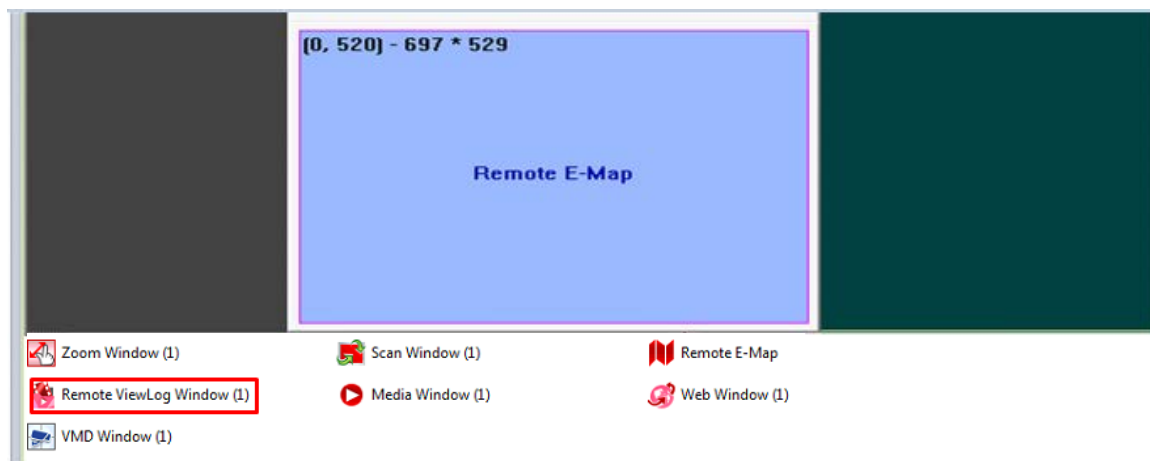 (0, 520) - 697 * 529
Remote E-Map
Zoom Window (1)
Scan Window (1)
Remote E-Map
Remote ViewLog Window (1)
Media Window (1)
Web Window (1)
VMD Window (1)